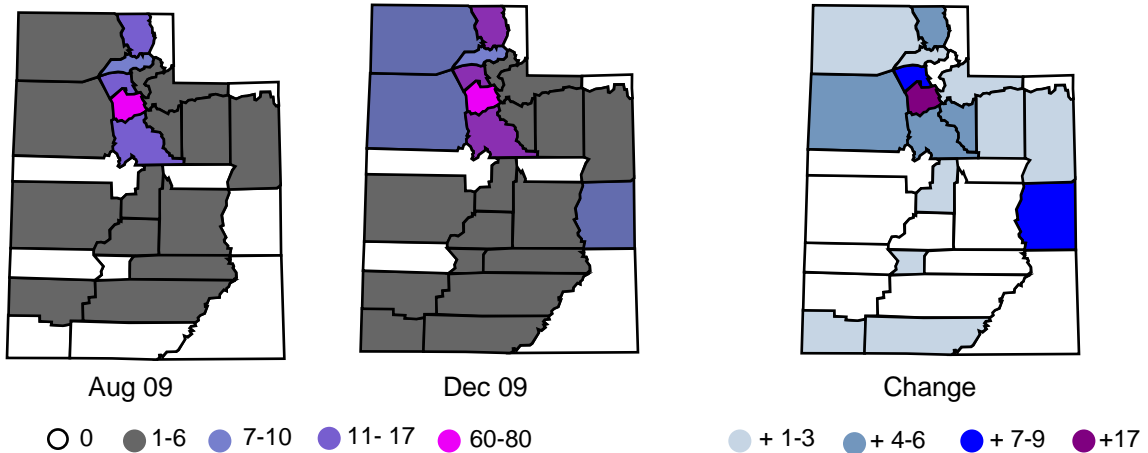 Aug 09
Dec 09
Change
0 1-6 7-10 11- 17 60-80
+ 1-3 + 4-6 + 7-9 +17